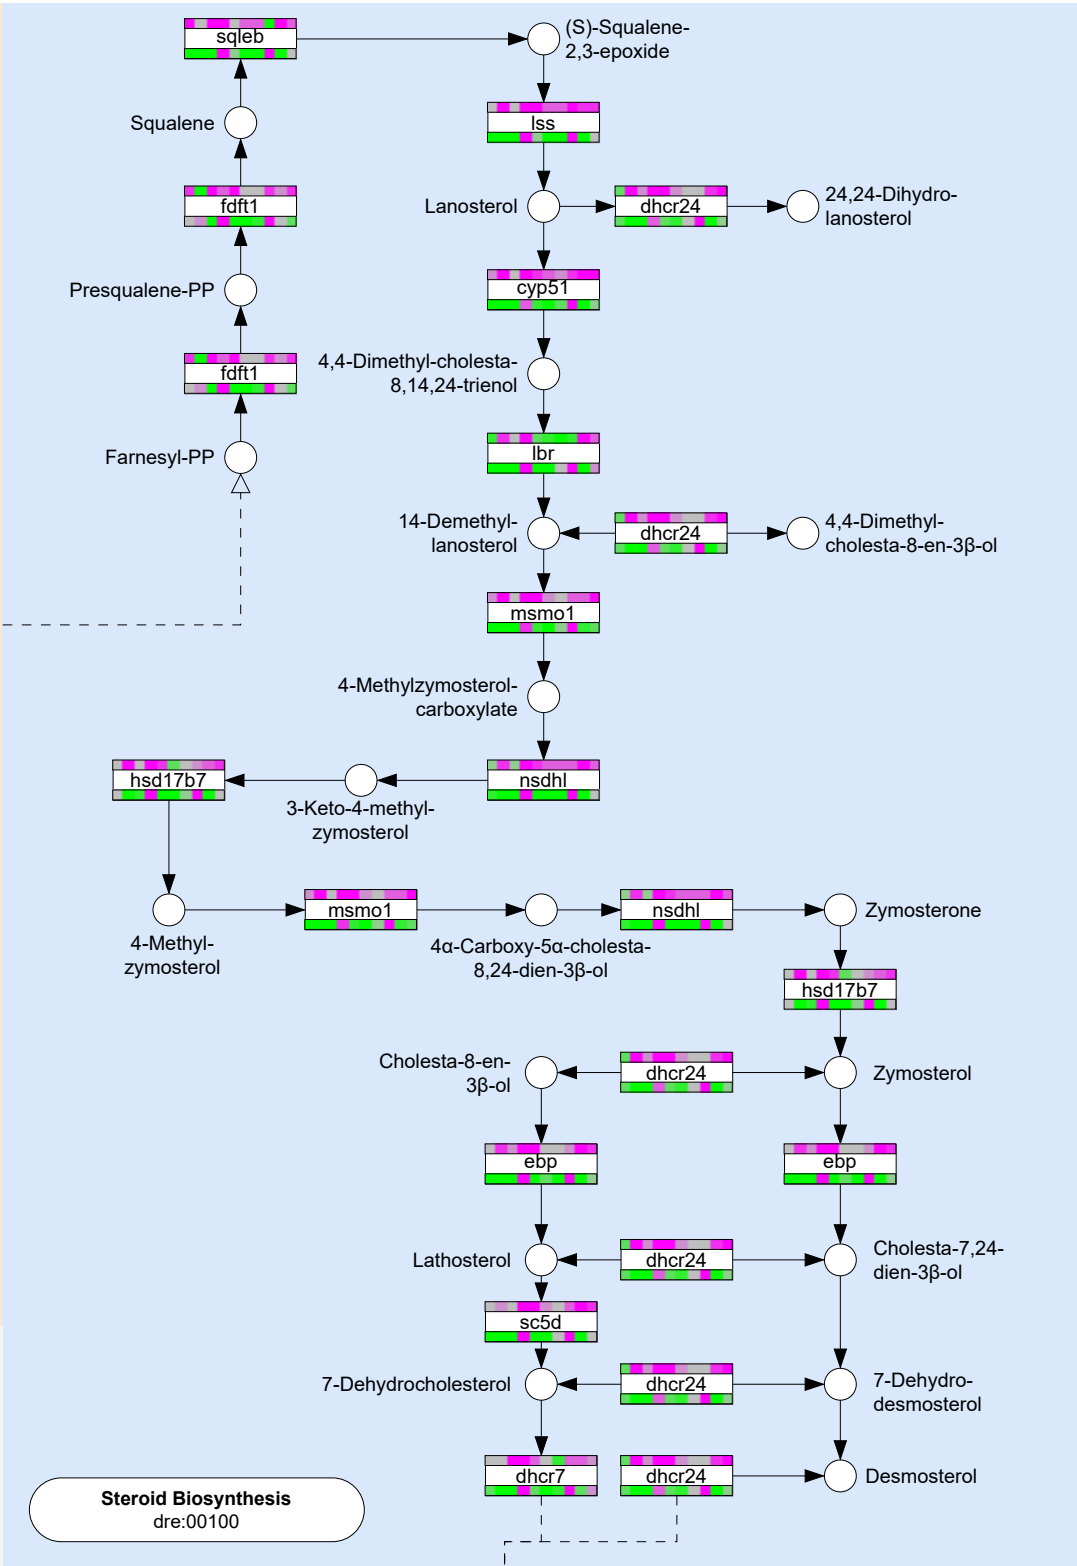 sqleb
(S)-Squalene-
2,3-epoxide
Squalene
lss
fdft1
Lanosterol
dhcr24
24,24-Dihydro-
lanosterol
Presqualene-PP
cyp51
fdft1
4,4-Dimethyl-cholesta-
8,14,24-trienol
Farnesyl-PP
lbr
14-Demethyl-
lanosterol
dhcr24
4,4-Dimethyl-
cholesta-8-en-3β-ol
msmo1
4-Methylzymosterol-
carboxylate
hsd17b7
3-Keto-4-methyl-
zymosterol
nsdhl
4-Methyl-
zymosterol
msmo1
4α-Carboxy-5α-cholesta-
8,24-dien-3β-ol
nsdhl
Zymosterone
hsd17b7
Cholesta-8-en-
3β-ol
dhcr24
Zymosterol
ebp
ebp
Lathosterol
dhcr24
Cholesta-7,24-
dien-3β-ol
sc5d
7-Dehydrocholesterol
dhcr24
7-Dehydro-
desmosterol
dhcr7
dhcr24
Desmosterol
Steroid Biosynthesis
dre:00100